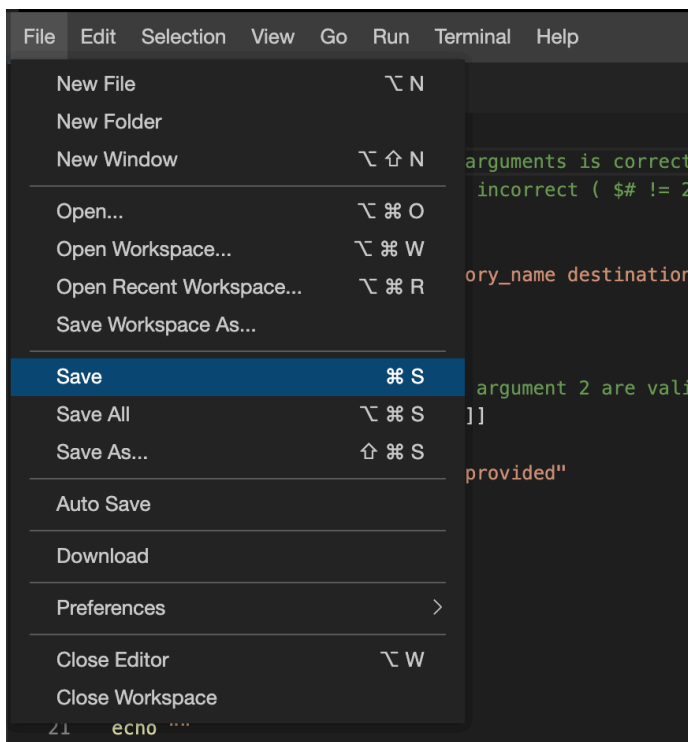 File Edit Selection View Go Run Terminal Help
New File ⌥ N
New Folder
New Window ⌥ ⇧ N
arguments is correct
incorrect ( $# != 2
Open... ⌥ ⌘ O
Open Workspace... ⌥ ⌘ W
ory_name destination
Open Recent Workspace... ⌥ ⌘ R
Save Workspace As...
Save ⌘ S
argument 2 are vali
Save All ⌥ ⌘ S
]]
Save As... ⇧ ⌘ S
provided"
Auto Save
Download
Preferences >
Close Editor ⌥ W
Close Workspace
21 echo ""